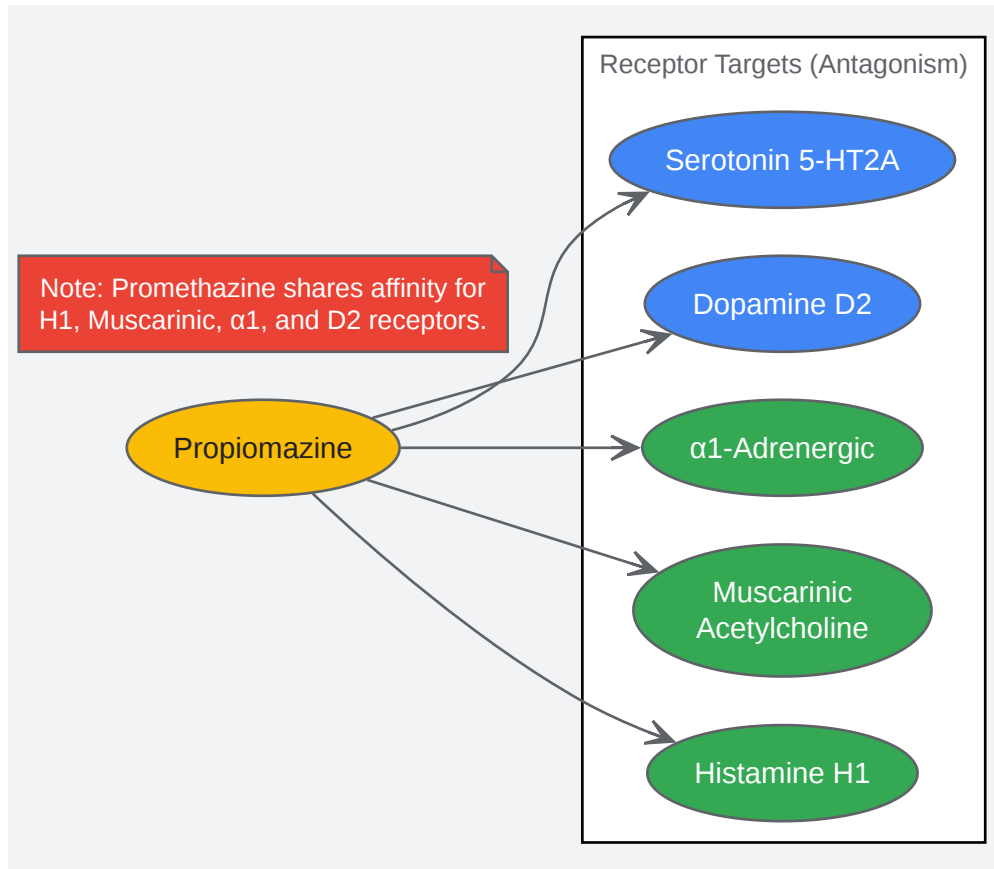 Receptor Targets (Antagonism)
Serotonin 5-HT2A
Note: Promethazine shares affinity for
H1, Muscarinic, α1, and D2 receptors.
Dopamine D2
Propiomazine
α1-Adrenergic
Muscarinic
Acetylcholine
Histamine H1